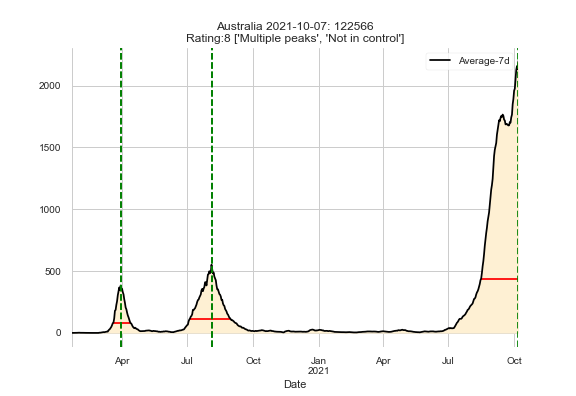 Australia 2021-10-07: 122566
Rating:8 ['Multiple peaks', 'Not in control']
Average-7d
2000
1500
1000
500
0
Apr
Jul
Oct
Jan
2021
Apr
Jul
Oct
Date